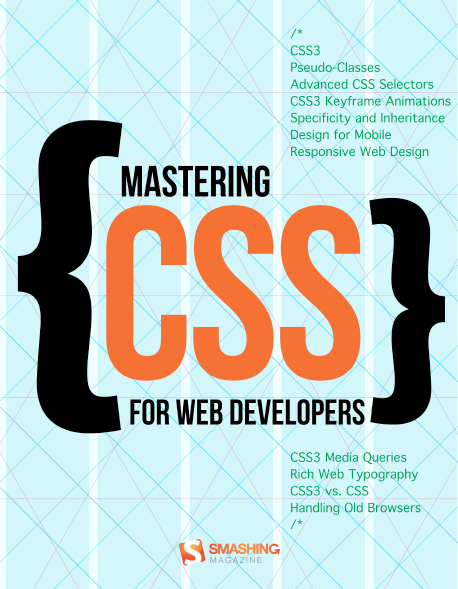 /*
CSS3
Pseudo-Classes
Advanced CSS Selectors
CSS3 Keyframe Animations
Specificity and Inheritance
Design for Mobile
Responsive Web Design
{ MASTERING
CSS }
FOR WEB DEVELOPERS
CSS3 Media Queries
Rich Web Typography
CSS3 vs. CSS
Handling Old Browsers
/*
S SMASHING
MAGAZINE